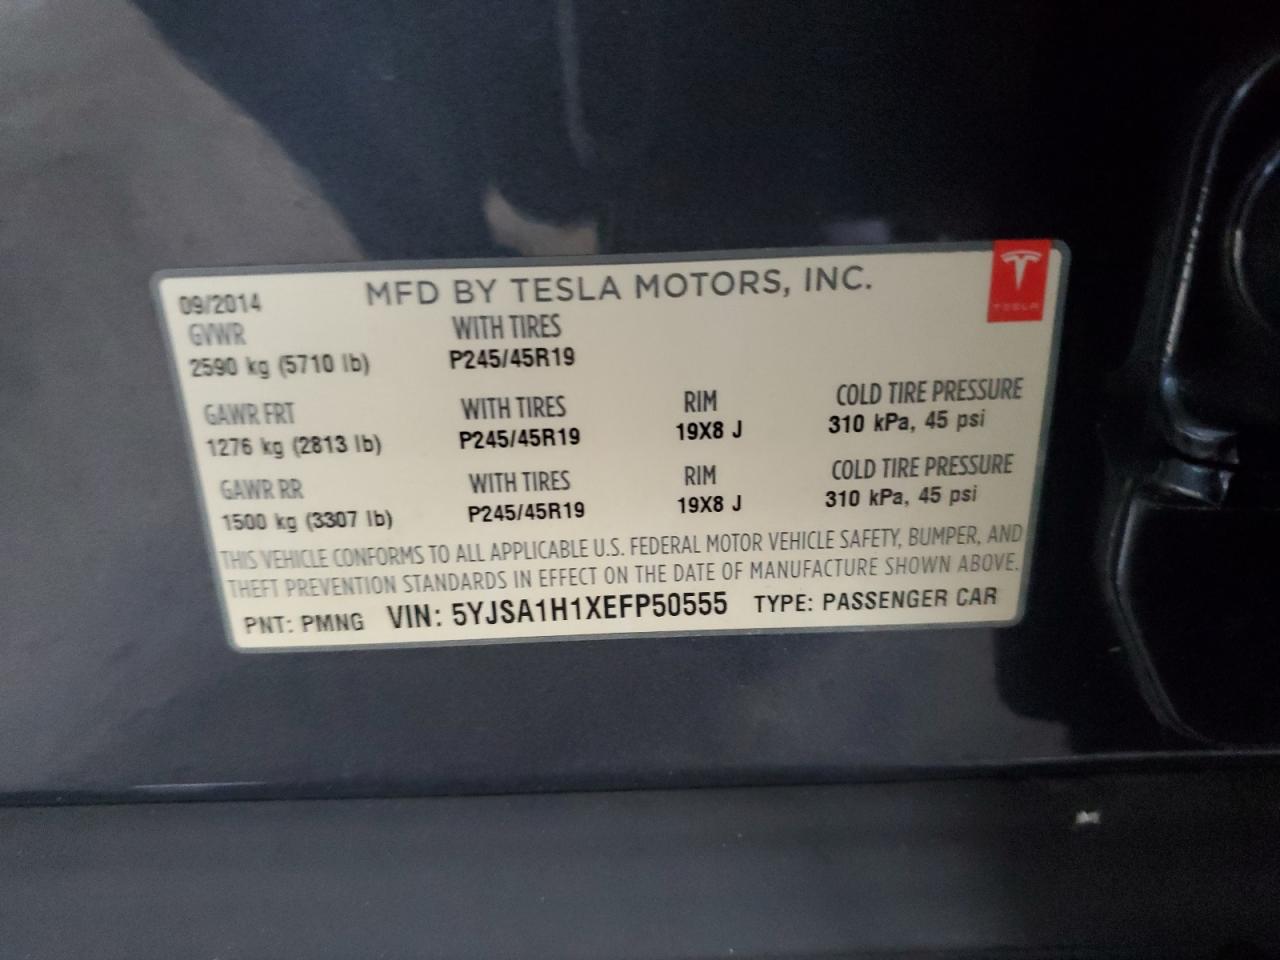 09/2014 MFD BY TESLA MOTORS, INC. TESLA
GVWR WITH TIRES
2590 kg (5710 lb) P245/45R19
GAWR FRT WITH TIRES RIM COLD TIRE PRESSURE
1276 kg (2813 lb) P245/45R19 19X8 J 310 kPa, 45 psi
GAWR RR WITH TIRES RIM COLD TIRE PRESSURE
1500 kg (3307 lb) P245/45R19 19X8 J 310 kPa, 45 psi
THIS VEHICLE CONFORMS TO ALL APPLICABLE U.S. FEDERAL MOTOR VEHICLE SAFETY, BUMPER, AND
THEFT PREVENTION STANDARDS IN EFFECT ON THE DATE OF MANUFACTURE SHOWN ABOVE.
PNT: PMNG VIN: 5YJSA1H1XEFP50555 TYPE: PASSENGER CAR